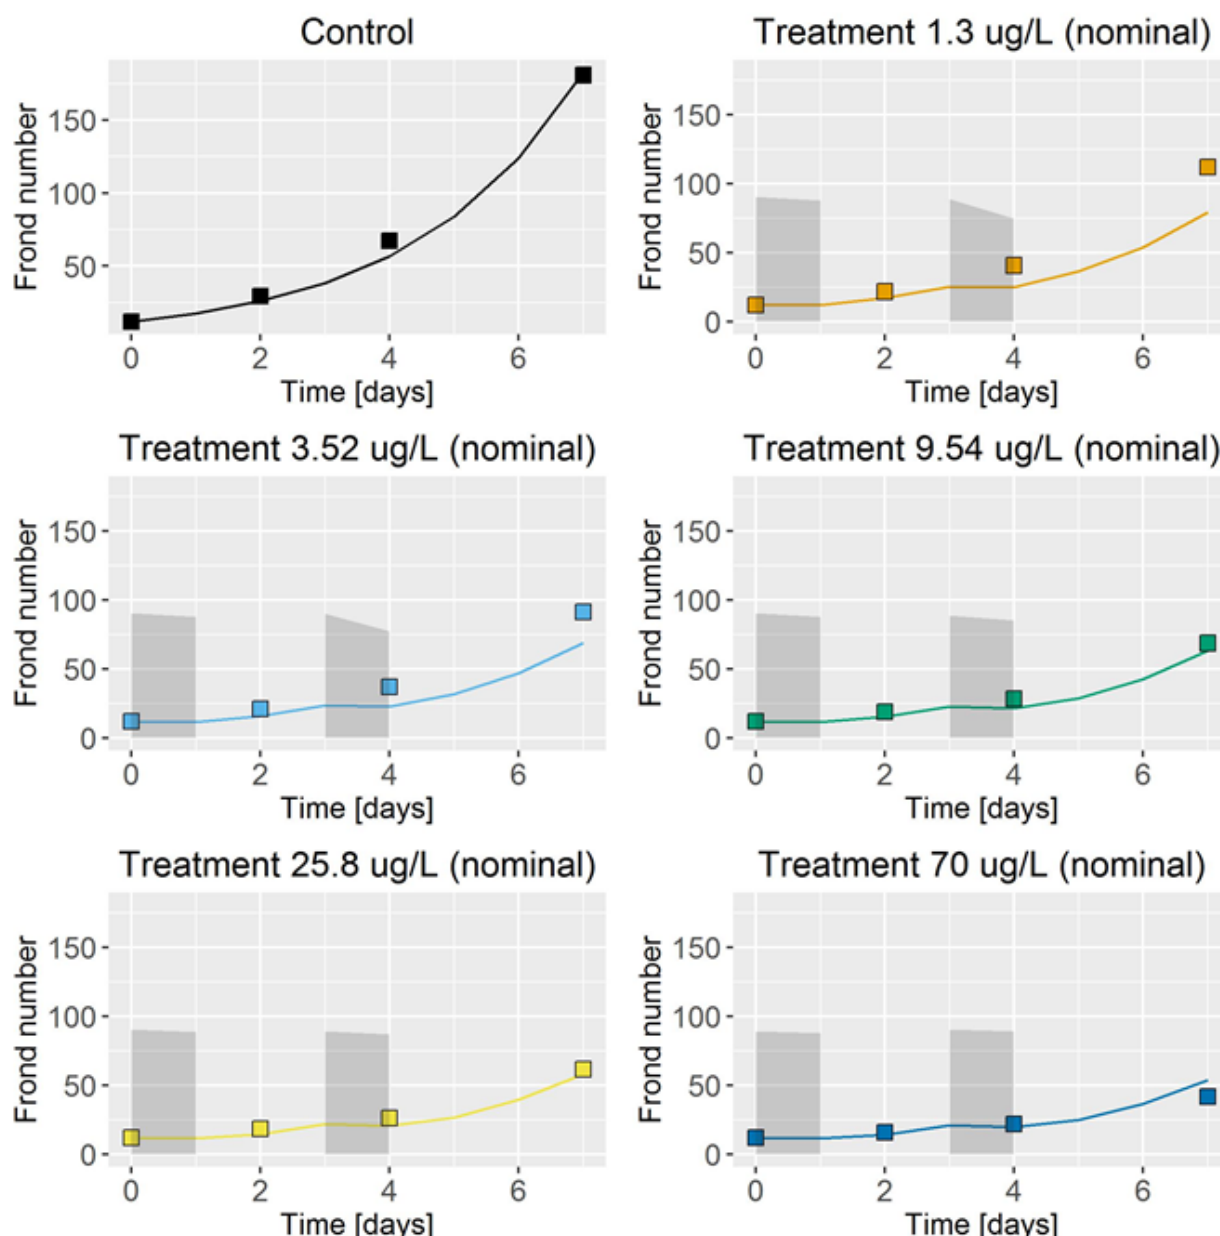 Control
Frond number
150
100
50
0 2 4 6
Time [days]
Treatment 1.3 ug/L (nominal)
Frond number
150
100
50
0
0 2 4 6
Time [days]
Treatment 3.52 ug/L (nominal)
Frond number
150
100
50
0
0 2 4 6
Time [days]
Treatment 9.54 ug/L (nominal)
Frond number
150
100
50
0
0 2 4 6
Time [days]
Treatment 25.8 ug/L (nominal)
Frond number
150
100
50
0
0 2 4 6
Time [days]
Treatment 70 ug/L (nominal)
Frond number
150
100
50
0
0 2 4 6
Time [days]